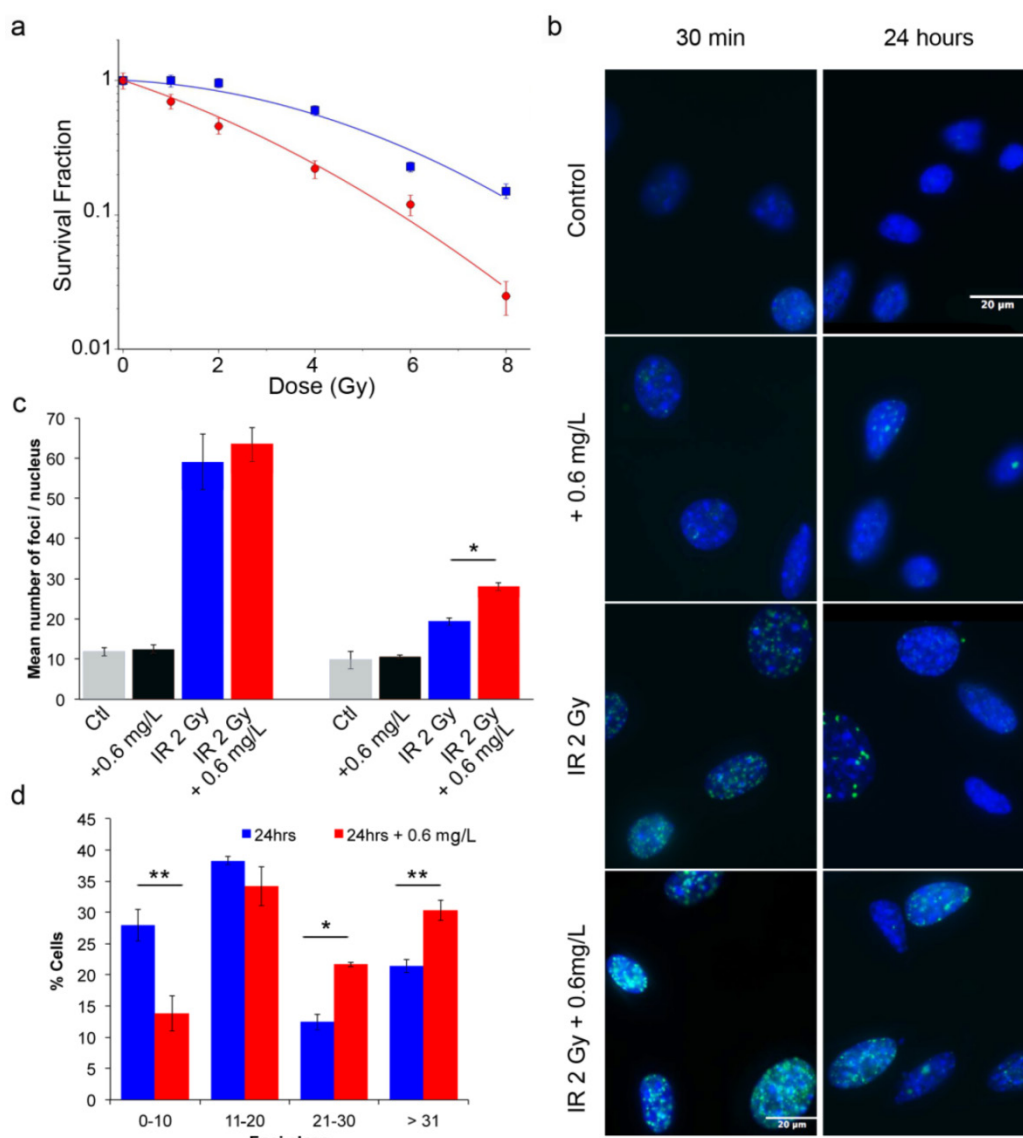 a
Survival Fraction
1
0.1
0.01
0 2 4 6 8
Dose (Gy)
b
30 min
24 hours
Control
20 µm
+ 0.6 mg/L
IR 2 Gy
IR 2 Gy + 0.6mg/L
20 µm
c
Mean number of foci / nucleus
70
60
50
40
30
20
10
0
*
Ctl
+0.6 mg/L
IR 2 Gy
IR 2 Gy
+ 0.6 mg/L
Ctl
+0.6 mg/L
IR 2 Gy
IR 2 Gy
+ 0.6 mg/L
d
24hrs 24hrs + 0.6 mg/L
% Cells
45
40
35
30
25
20
15
10
5
0
** * **
0-10 11-20 21-30 > 31